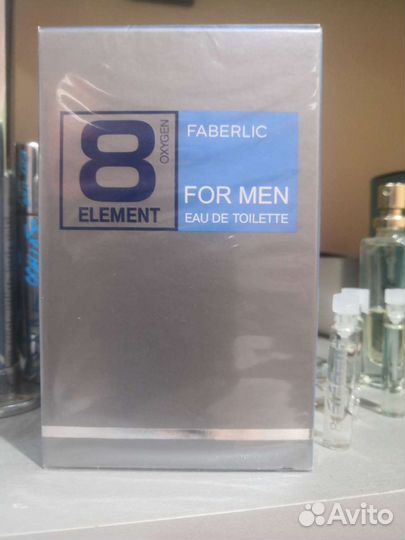 8
OXYGEN
ELEMENT
FABERLIC
FOR MEN
EAU DE TOILETTE
Avito